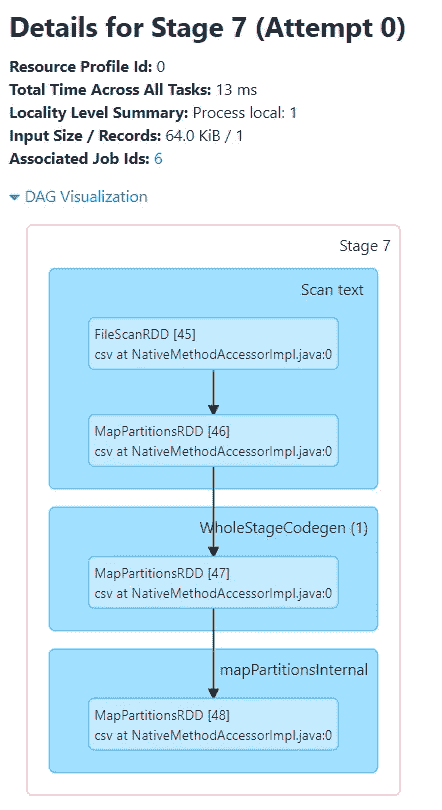 Details for Stage 7 (Attempt 0)
Resource Profile Id: 0
Total Time Across All Tasks: 13 ms
Locality Level Summary: Process local: 1
Input Size / Records: 64.0 KiB / 1
Associated Job Ids: 6
DAG Visualization
Stage 7
Scan text
FileScanRDD [45]
csv at NativeMethodAccessorImpl.java:0
MapPartitionsRDD [46]
csv at NativeMethodAccessorImpl.java:0
WholeStageCodegen (1)
MapPartitionsRDD [47]
csv at NativeMethodAccessorImpl.java:0
mapPartitionsInternal
MapPartitionsRDD [48]
csv at NativeMethodAccessorImpl.java:0